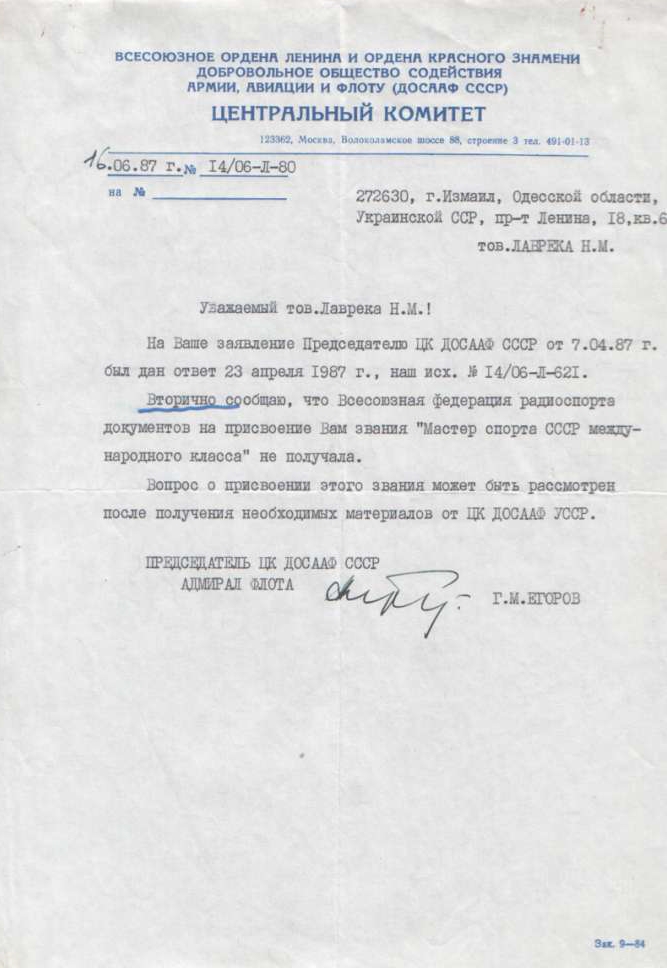 ВСЕСОЮЗНОЕ ОРДЕНА ЛЕНИНА И ОРДЕНА КРАСНОГО ЗНАМЕНИ
ДОБРОВОЛЬНОЕ ОБЩЕСТВО СОДЕЙСТВИЯ
АРМИИ, АВИАЦИИ И ФЛОТУ (ДОСААФ СССР)
ЦЕНТРАЛЬНЫЙ КОМИТЕТ
123362, Москва, Волоколамское шоссе 88, строение 3 тел. 491-01-13
16.06.87 г. № I4/06-Л-80
на №
272630, г.Измаил, Одесской области,
Украинской ССР, пр-т Ленина, I8,кв.6
тов.ЛАВРЕКА Н.М.
Уважаемый тов.Лаврека Н.М.!
На Ваше заявление Председателю ЦК ДОСААФ СССР от 7.04.87 г.
был дан ответ 23 апреля I987 г., наш исх. № I4/06-Л-62I.
Вторично сообщаю, что Всесоюзная федерация радиоспорта
документов на присвоение Вам звания "Мастер спорта СССР между-
народного класса" не получала.
Вопрос о присвоении этого звания может быть рассмотрен
после получения необходимых материалов от ЦК ДОСААФ УССР.
ПРЕДСЕДАТЕЛЬ ЦК ДОСААФ СССР
АДМИРАЛ ФЛОТА
Г.М.ЕГОРОВ
Зак. 9—84